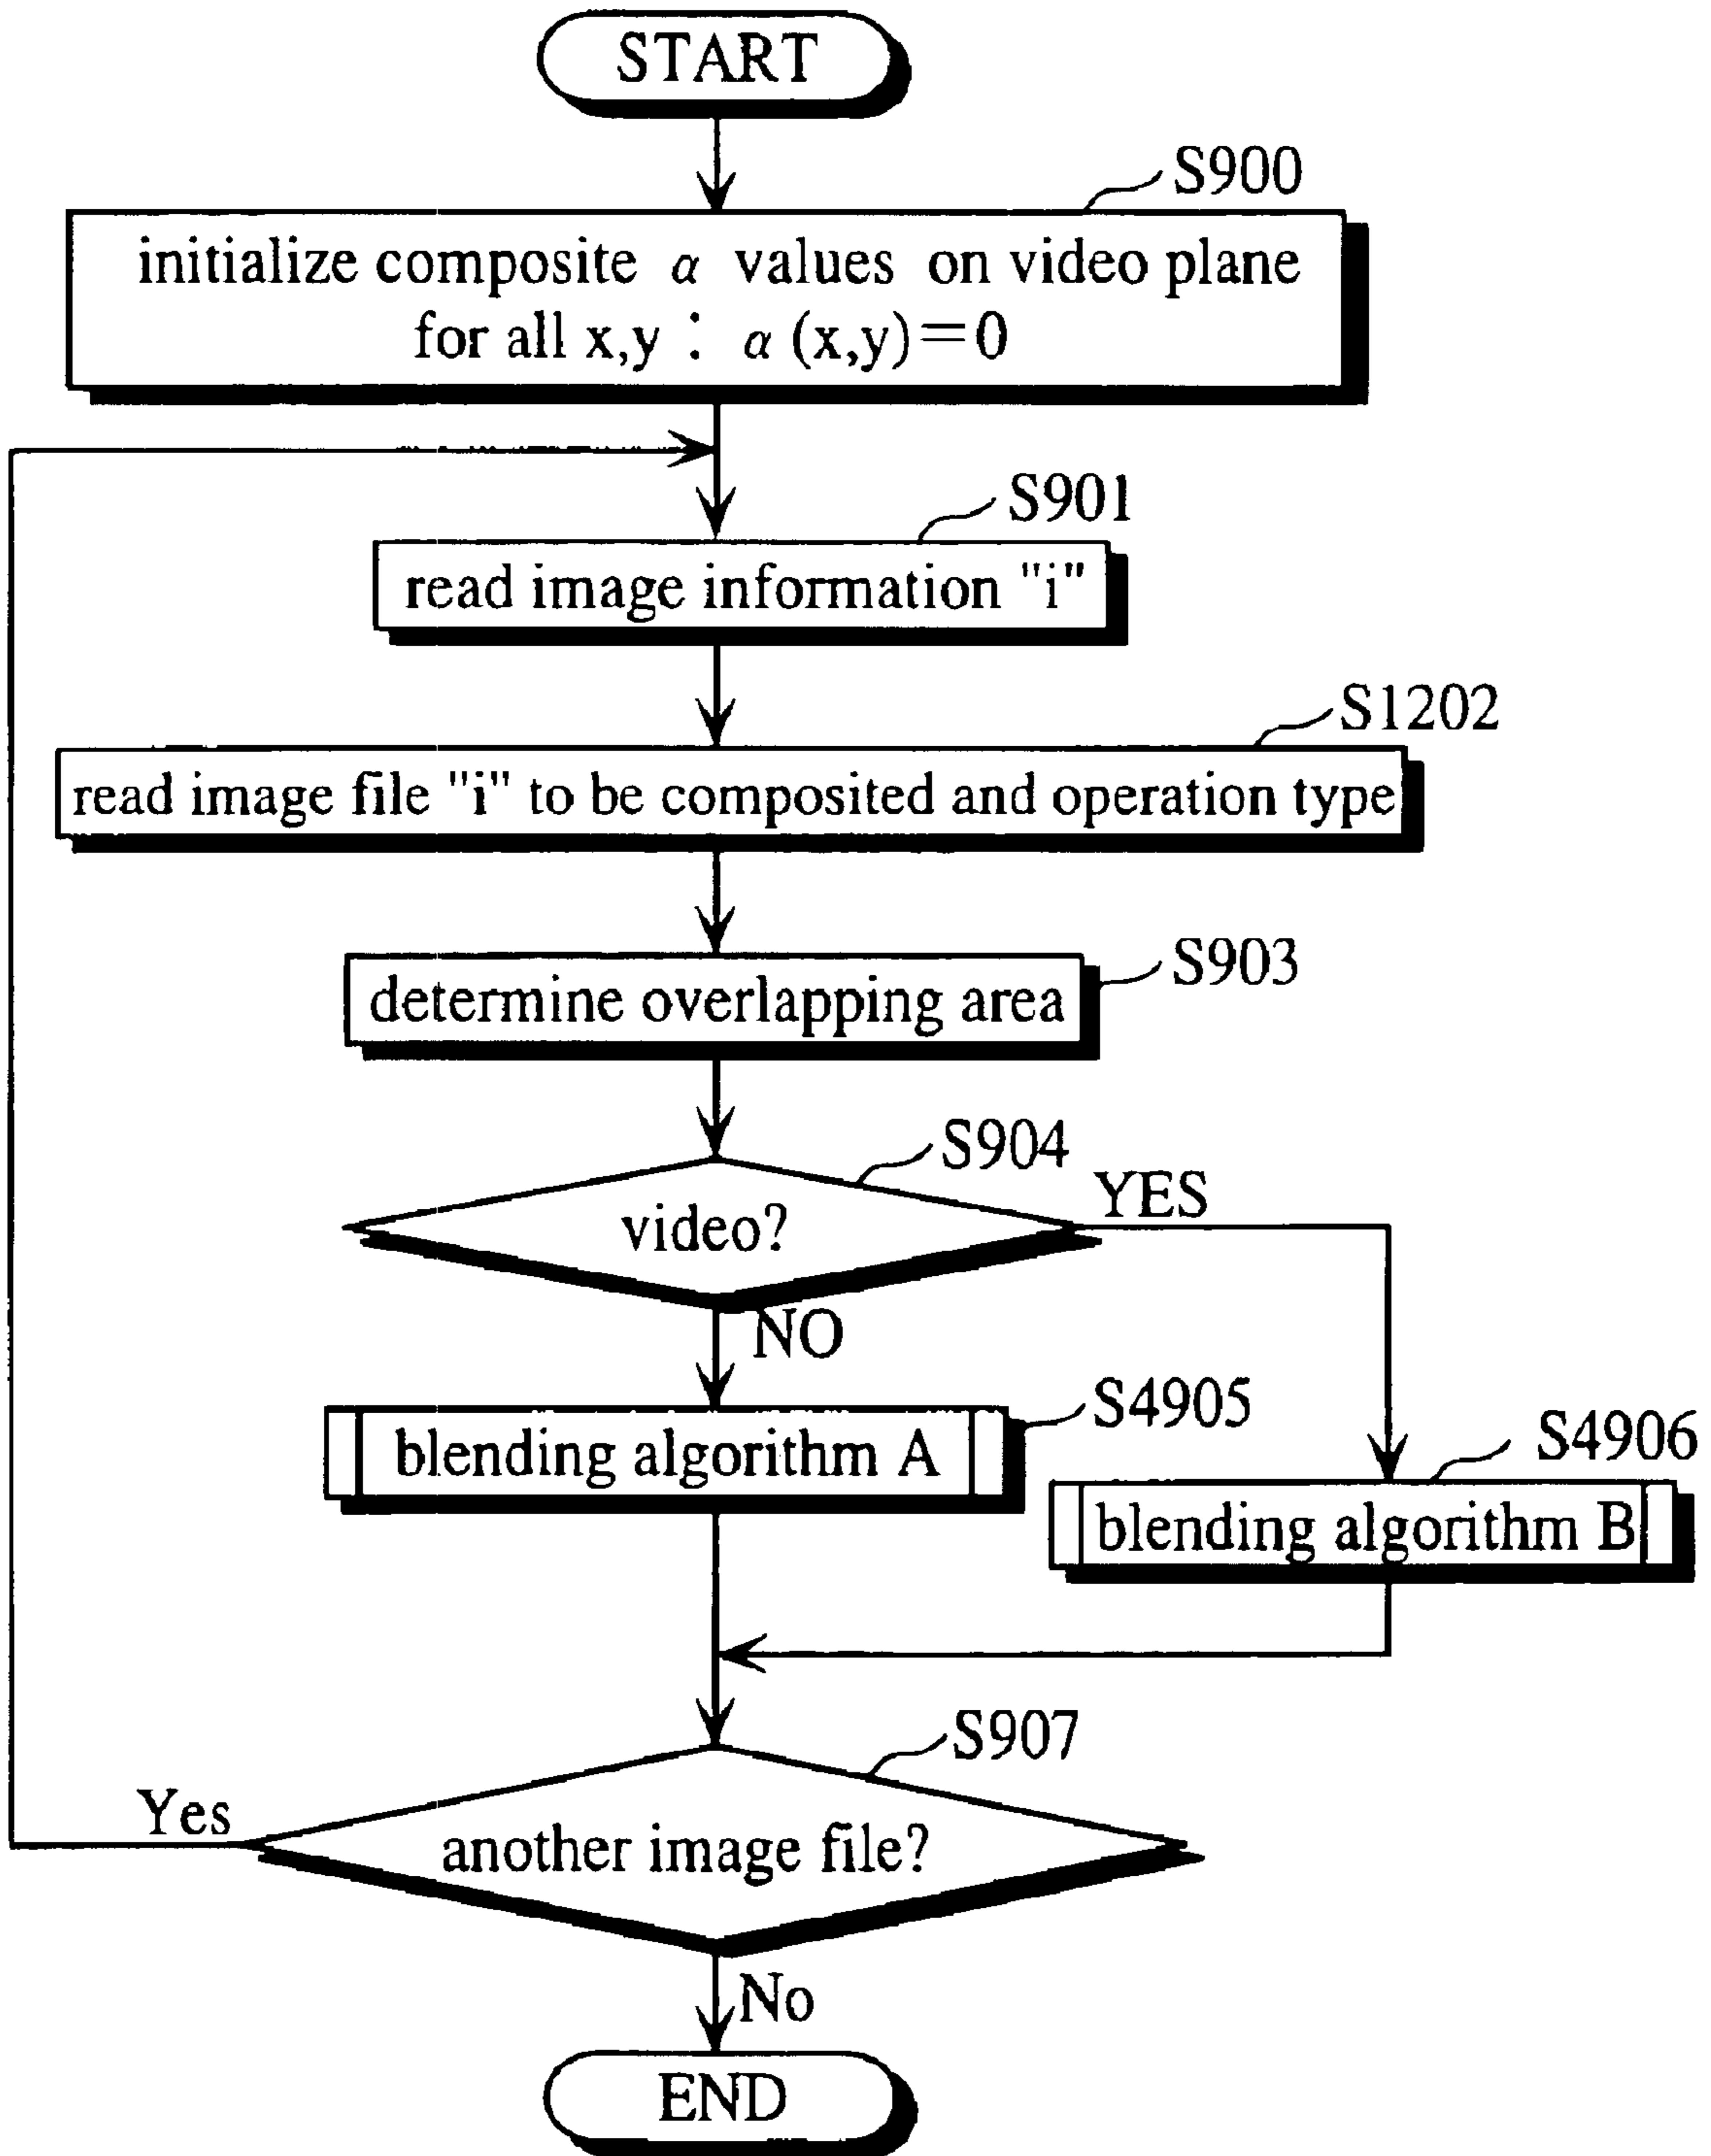 START
S900
initialize composite α values on video plane
for all x,y : α (x,y)=0
S901
read image information "i"
S1202
read image file "i" to be composited and operation type
S903
determine overlapping area
S904
video?
YES
NO
S4905
blending algorithm A
S4906
blending algorithm B
S907
another image file?
Yes
No
END